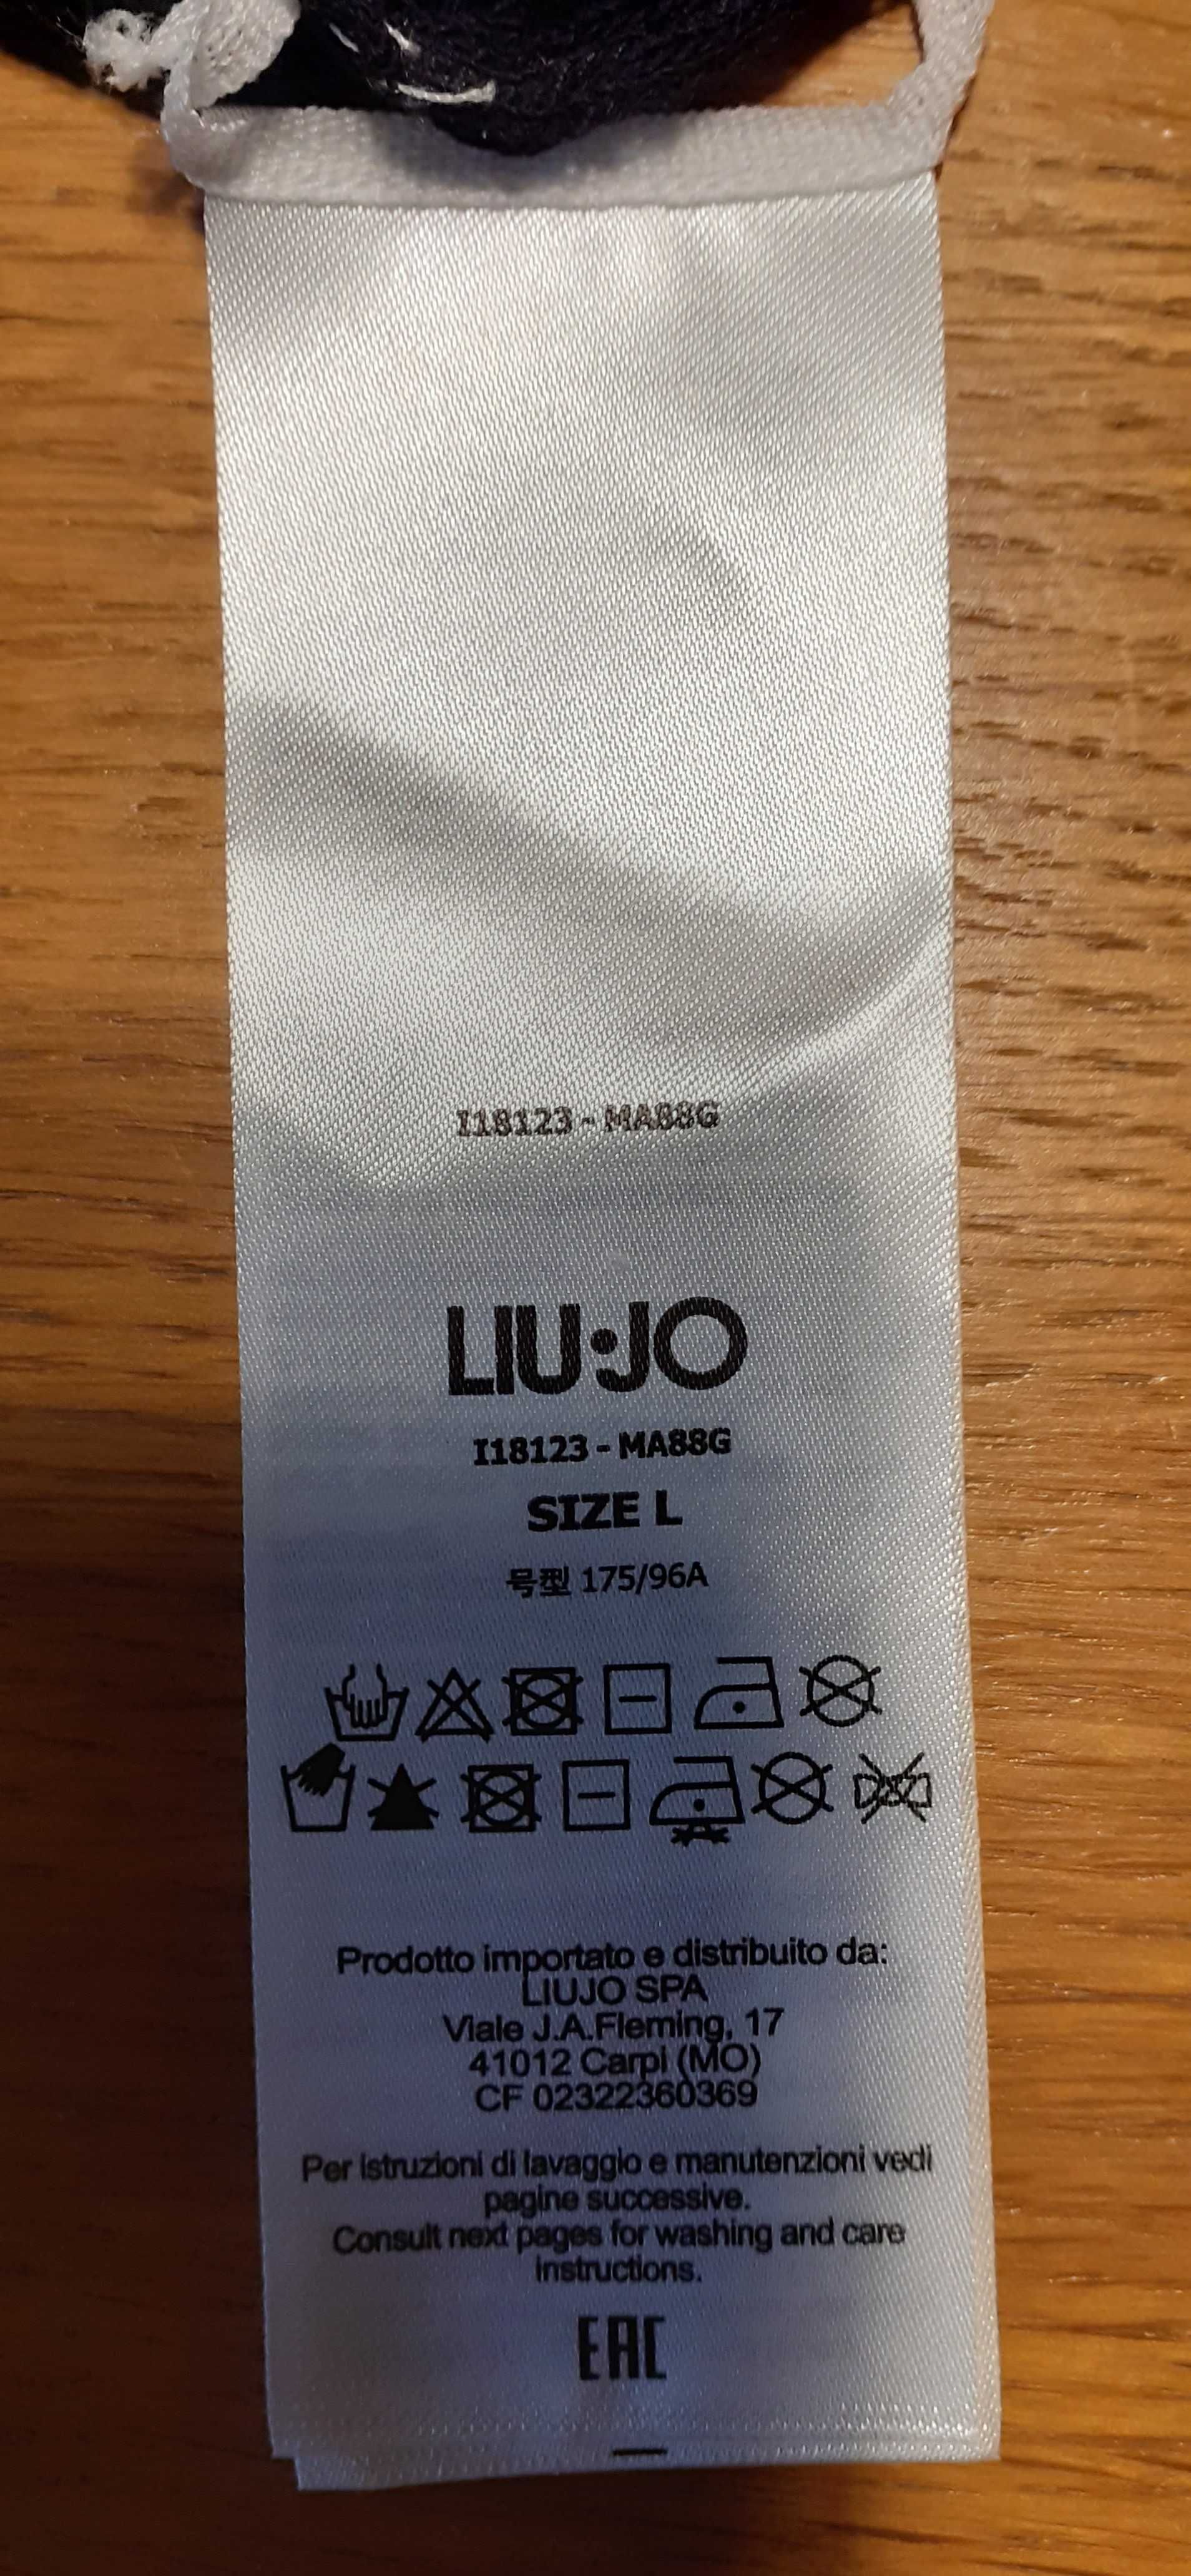 I18123 - MA88G
LIU·JO
I18123 - MA88G
SIZE L
号型 175/96A
Prodotto importato e distribuito da:
LIUJO SPA
Viale J.A.Fleming, 17
41012 Carpi (MO)
CF 02322360369
Per istruzioni di lavaggio e manutenzioni vedi
pagine successive.
Consult next pages for washing and care
instructions.
EAC